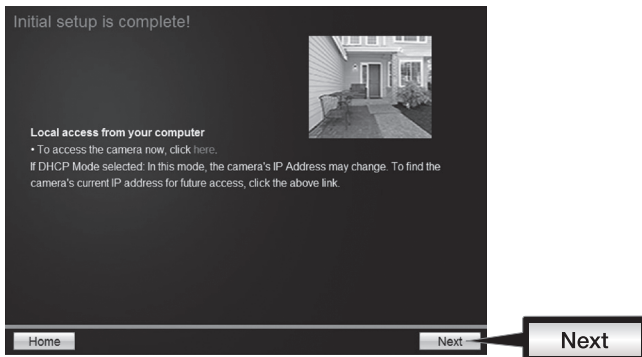 Initial setup is complete!
Local access from your computer
• To access the camera now, click here.
If DHCP Mode selected: In this mode, the camera's IP Address may change. To find the
camera's current IP address for future access, click the above link.
Home
Next
Next